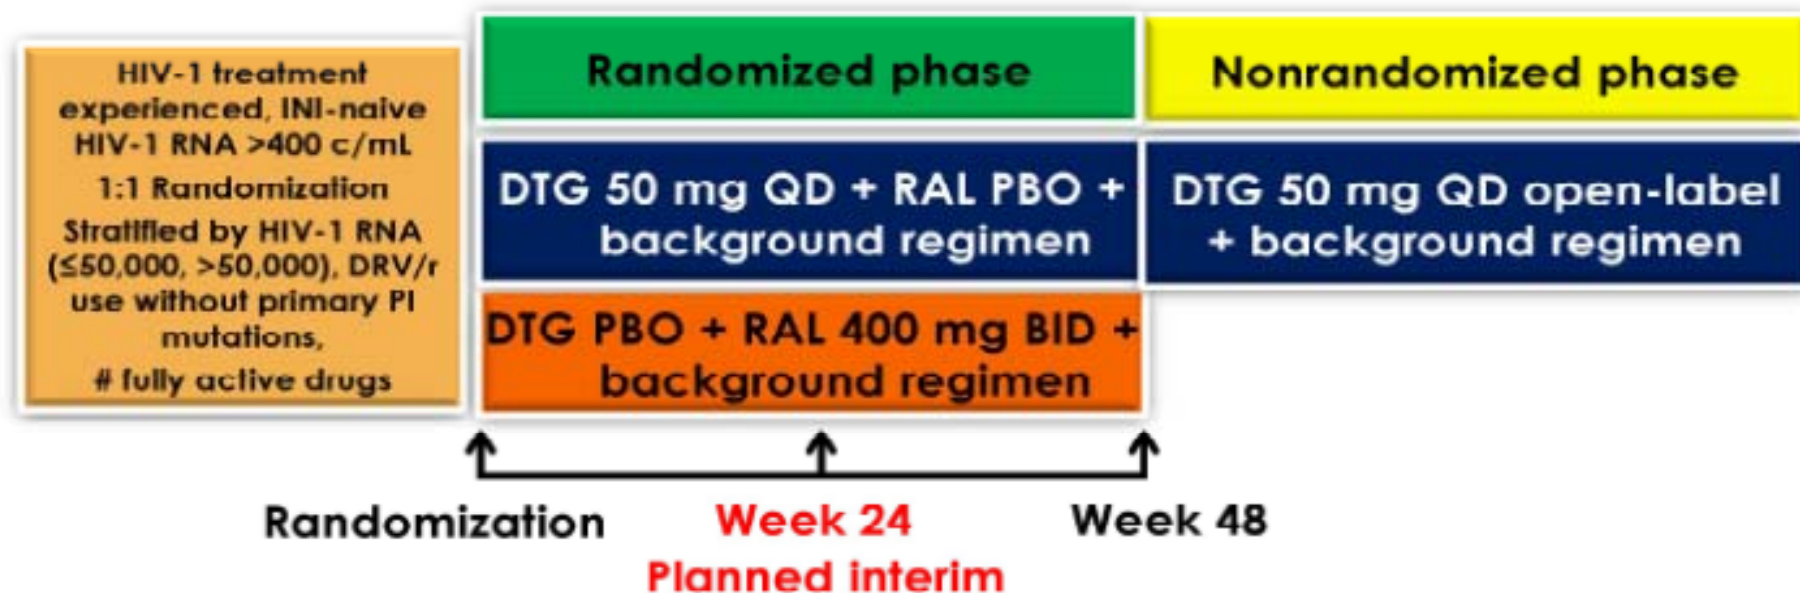 HIV-1 treatment
experienced, INI-naive
HIV-1 RNA >400 c/mL
1:1 Randomization
Stratified by HIV-1 RNA
(≤50,000, >50,000), DRV/r
use without primary PI
mutations,
# fully active drugs
Randomized phase
Nonrandomized phase
DTG 50 mg QD + RAL PBO +
background regimen
DTG 50 mg QD open-label
+ background regimen
DTG PBO + RAL 400 mg BID +
background regimen
Randomization
Week 24
Planned interim
Week 48